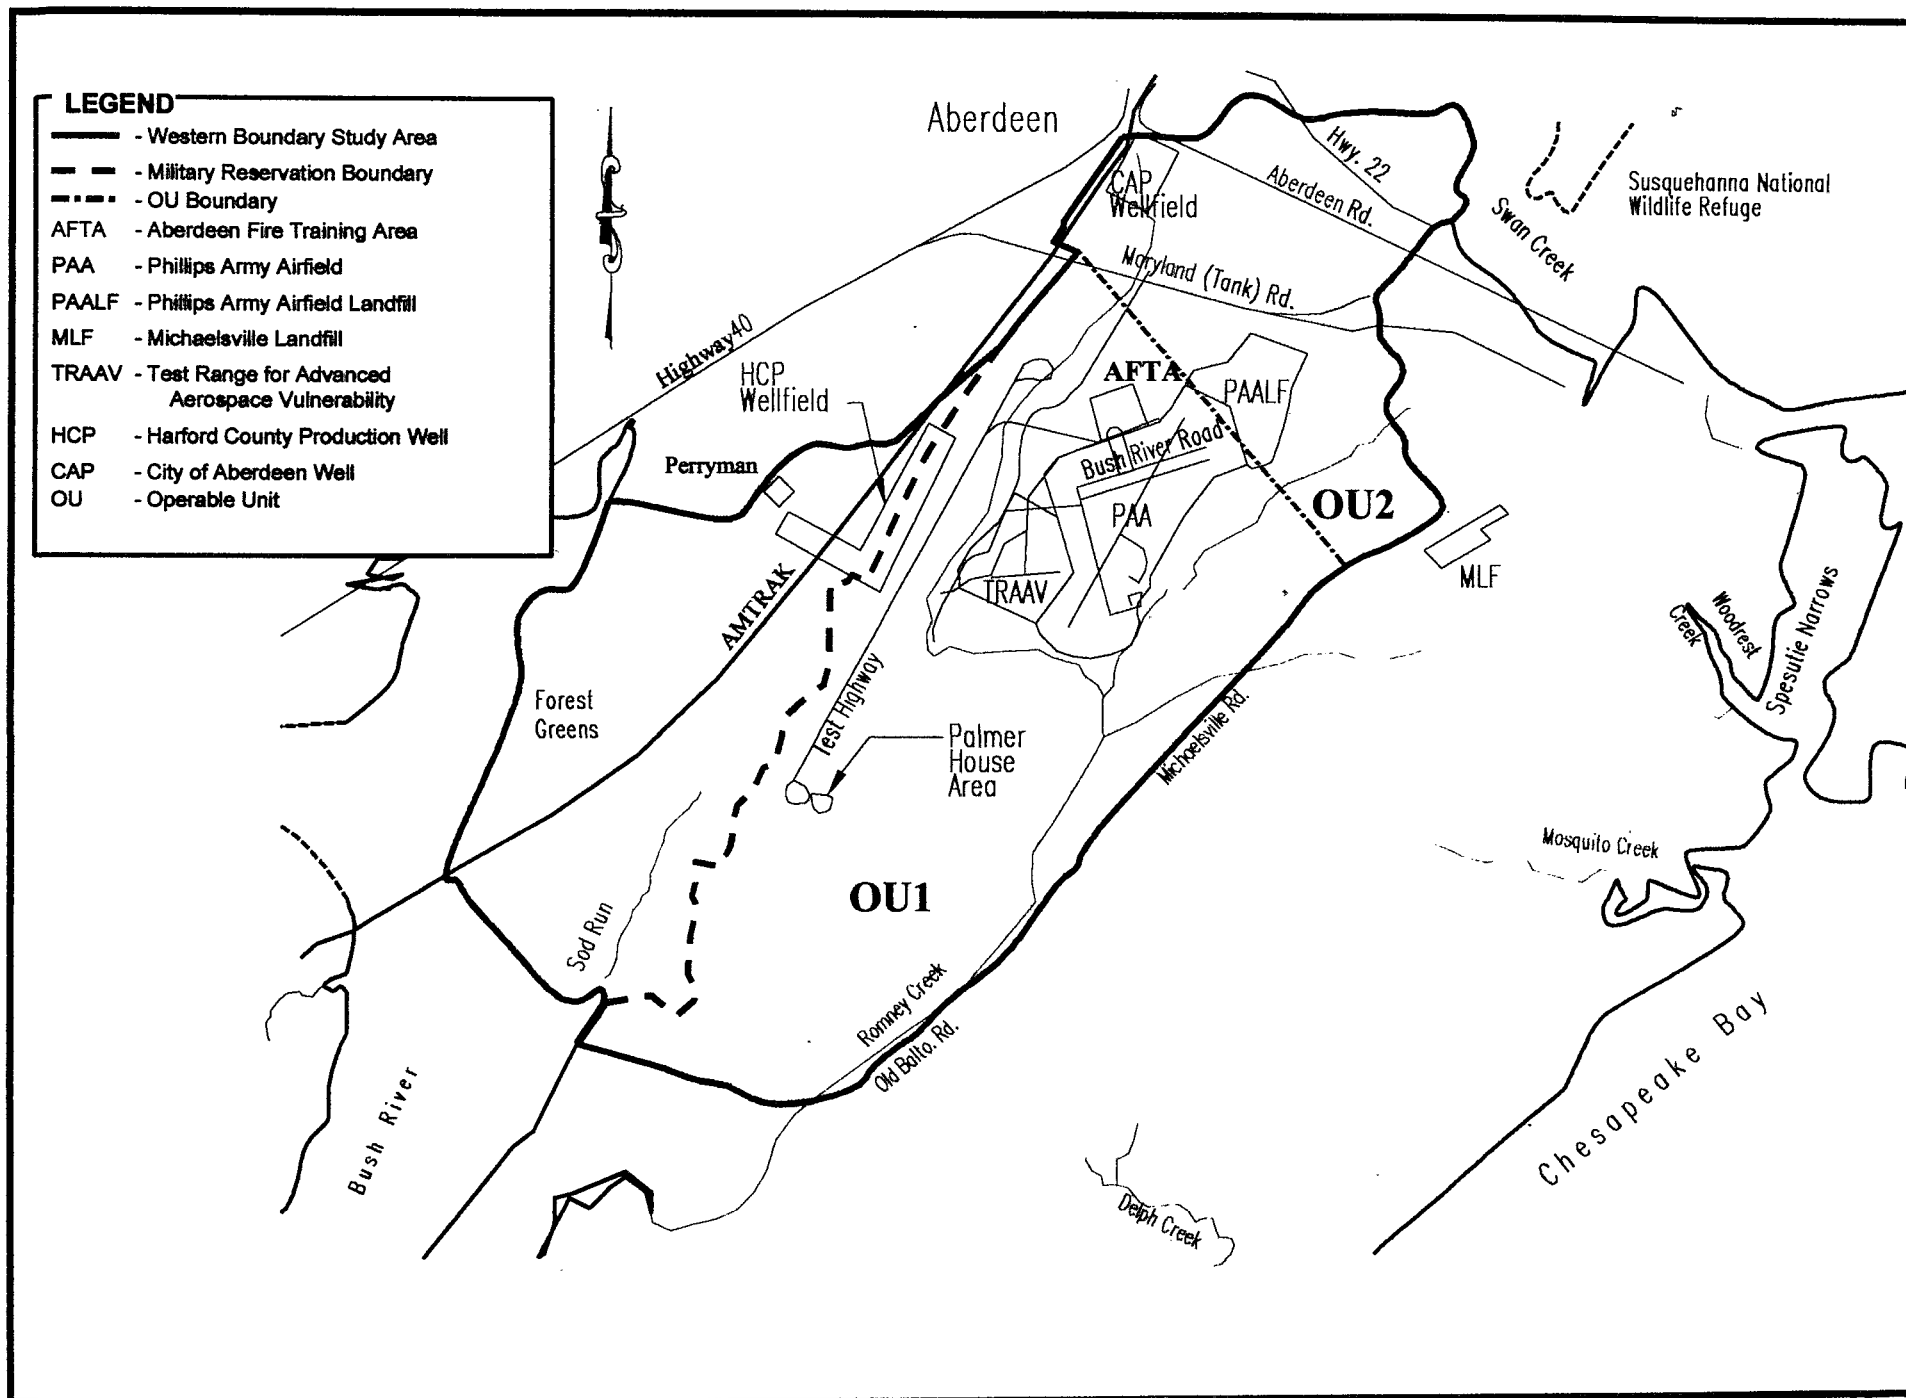 LEGEND
- Western Boundary Study Area
- Military Reservation Boundary
- OU Boundary
AFTA - Aberdeen Fire Training Area
PAA - Phillips Army Airfield
PAALF - Phillips Army Airfield Landfill
MLF - Michaelsville Landfill
TRAAV - Test Range for Advanced
Aerospace Vulnerability
HCP - Harford County Production Well
CAP - City of Aberdeen Well
OU - Operable Unit
Aberdeen
CAP
Wellfield
Hwy. 22
Aberdeen Rd.
Swan Creek
Susquehanna National
Wildlife Refuge
Maryland (Tank) Rd.
Highway40
HCP
Wellfield
AFTA
PAALF
Bush River Road
Perryman
PAA
OU2
MLF
TRAAV
AMTRAK
Woodrest
Creek
Spesutie Narrows
Forest
Greens
Test Highway
Palmer
House
Area
Michaelsville Rd.
Mosquito Creek
OU1
Sod Run
Romney Creek
Old Balto. Rd.
Bush River
Chesapeake Bay
Delph Creek